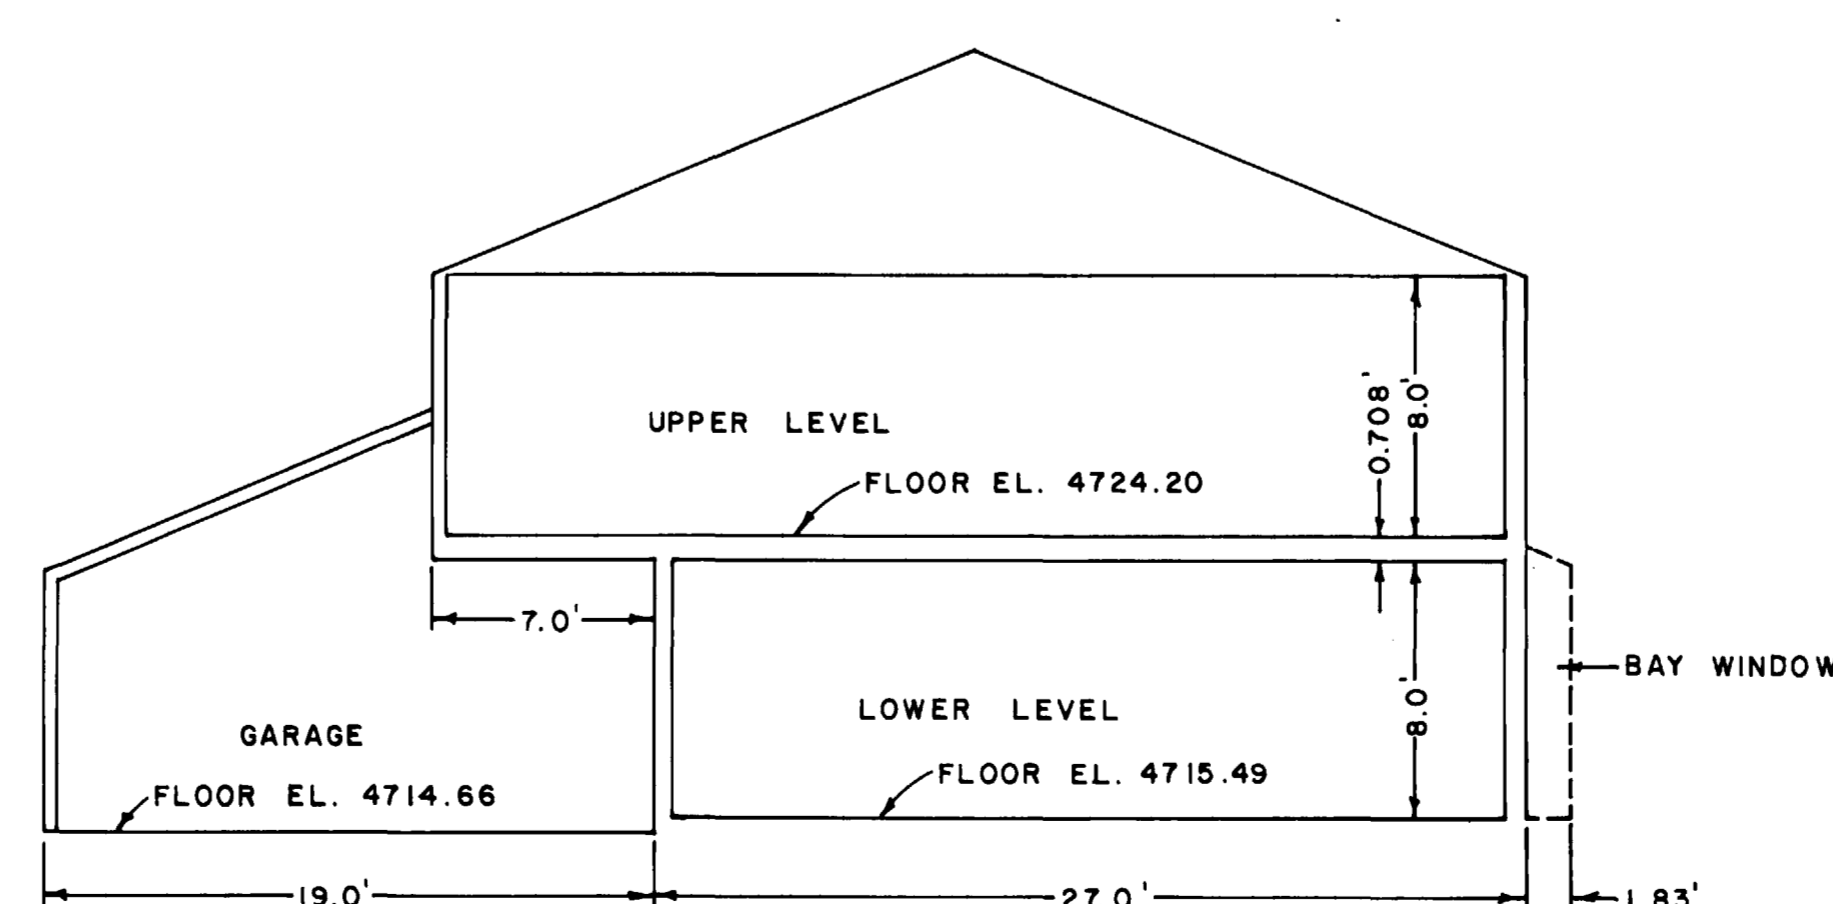 UPPER LEVEL
0.708'
8.0'
FLOOR EL. 4724.20
7.0'
BAY WINDOW
LOWER LEVEL
8.0'
GARAGE
FLOOR EL. 4715.49
FLOOR EL. 4714.66
19.0'
27.0'
1.83'